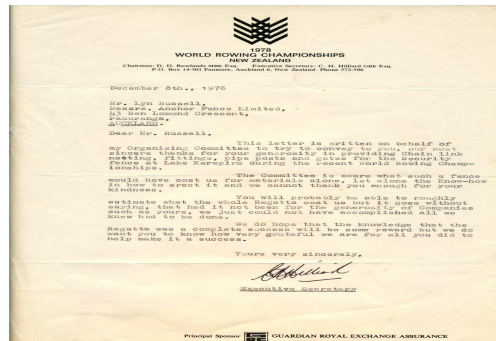 1978
WORLD ROWING CHAMPIONSHIPS
NEW ZEALAND
Chairman: D. D. Rowlands MBE Esq. Executive Secretary: C. H. Hilliard OBE Esq.
P.O. Box 14-301 Panmure, Auckland 6, New Zealand. Phone 572-596.
December 8th., 1978
Mr. Lyn Russell,
Messrs. Anchor Fence Limited,
43 Ben Lomond Crescent,
Pakuranga,
AUCKLAND.
Dear Mr. Russell,
This letter is written on behalf of
my Organising Committee to try to convey to you, our most
sincere thanks for your generosity in providing Chain link
netting, fittings, pipe posts and gates for the Security
fence at Lake Karapiro during the recent World Rowing Champ-
ionships.
The Committee is aware what such a fence
would have cost us for materials alone, let alone the Know-how
in how to erect it and we cannot thank you enough for your
kindness.
You will probably be able to roughly
estimate what the whole Regatta cost us but it goes without
saying, that had it not been for the generosity of Companies
such as yours, we just could not have accomplished all we
knew had to be done.
We do hope that the knowledge that the
Regatta was a complete success will be some reward but we do
want you to know how very grateful we are for all you did to
help make it a success.
Yours very sincerely,
CHHilliard
Executive Secretary
Principal Sponsor GUARDIAN ROYAL EXCHANGE ASSURANCE